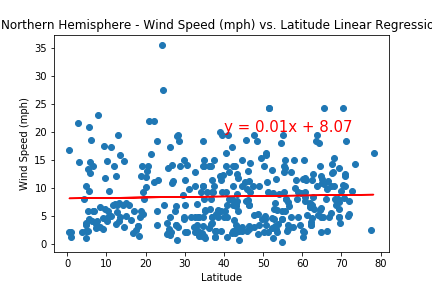 Northern Hemisphere - Wind Speed (mph) vs. Latitude Linear Regressio
35
30
25
20
15
10
5
0
Wind Speed (mph)
y = 0.01x + 8.07
0 10 20 30 40 50 60 70 80
Latitude